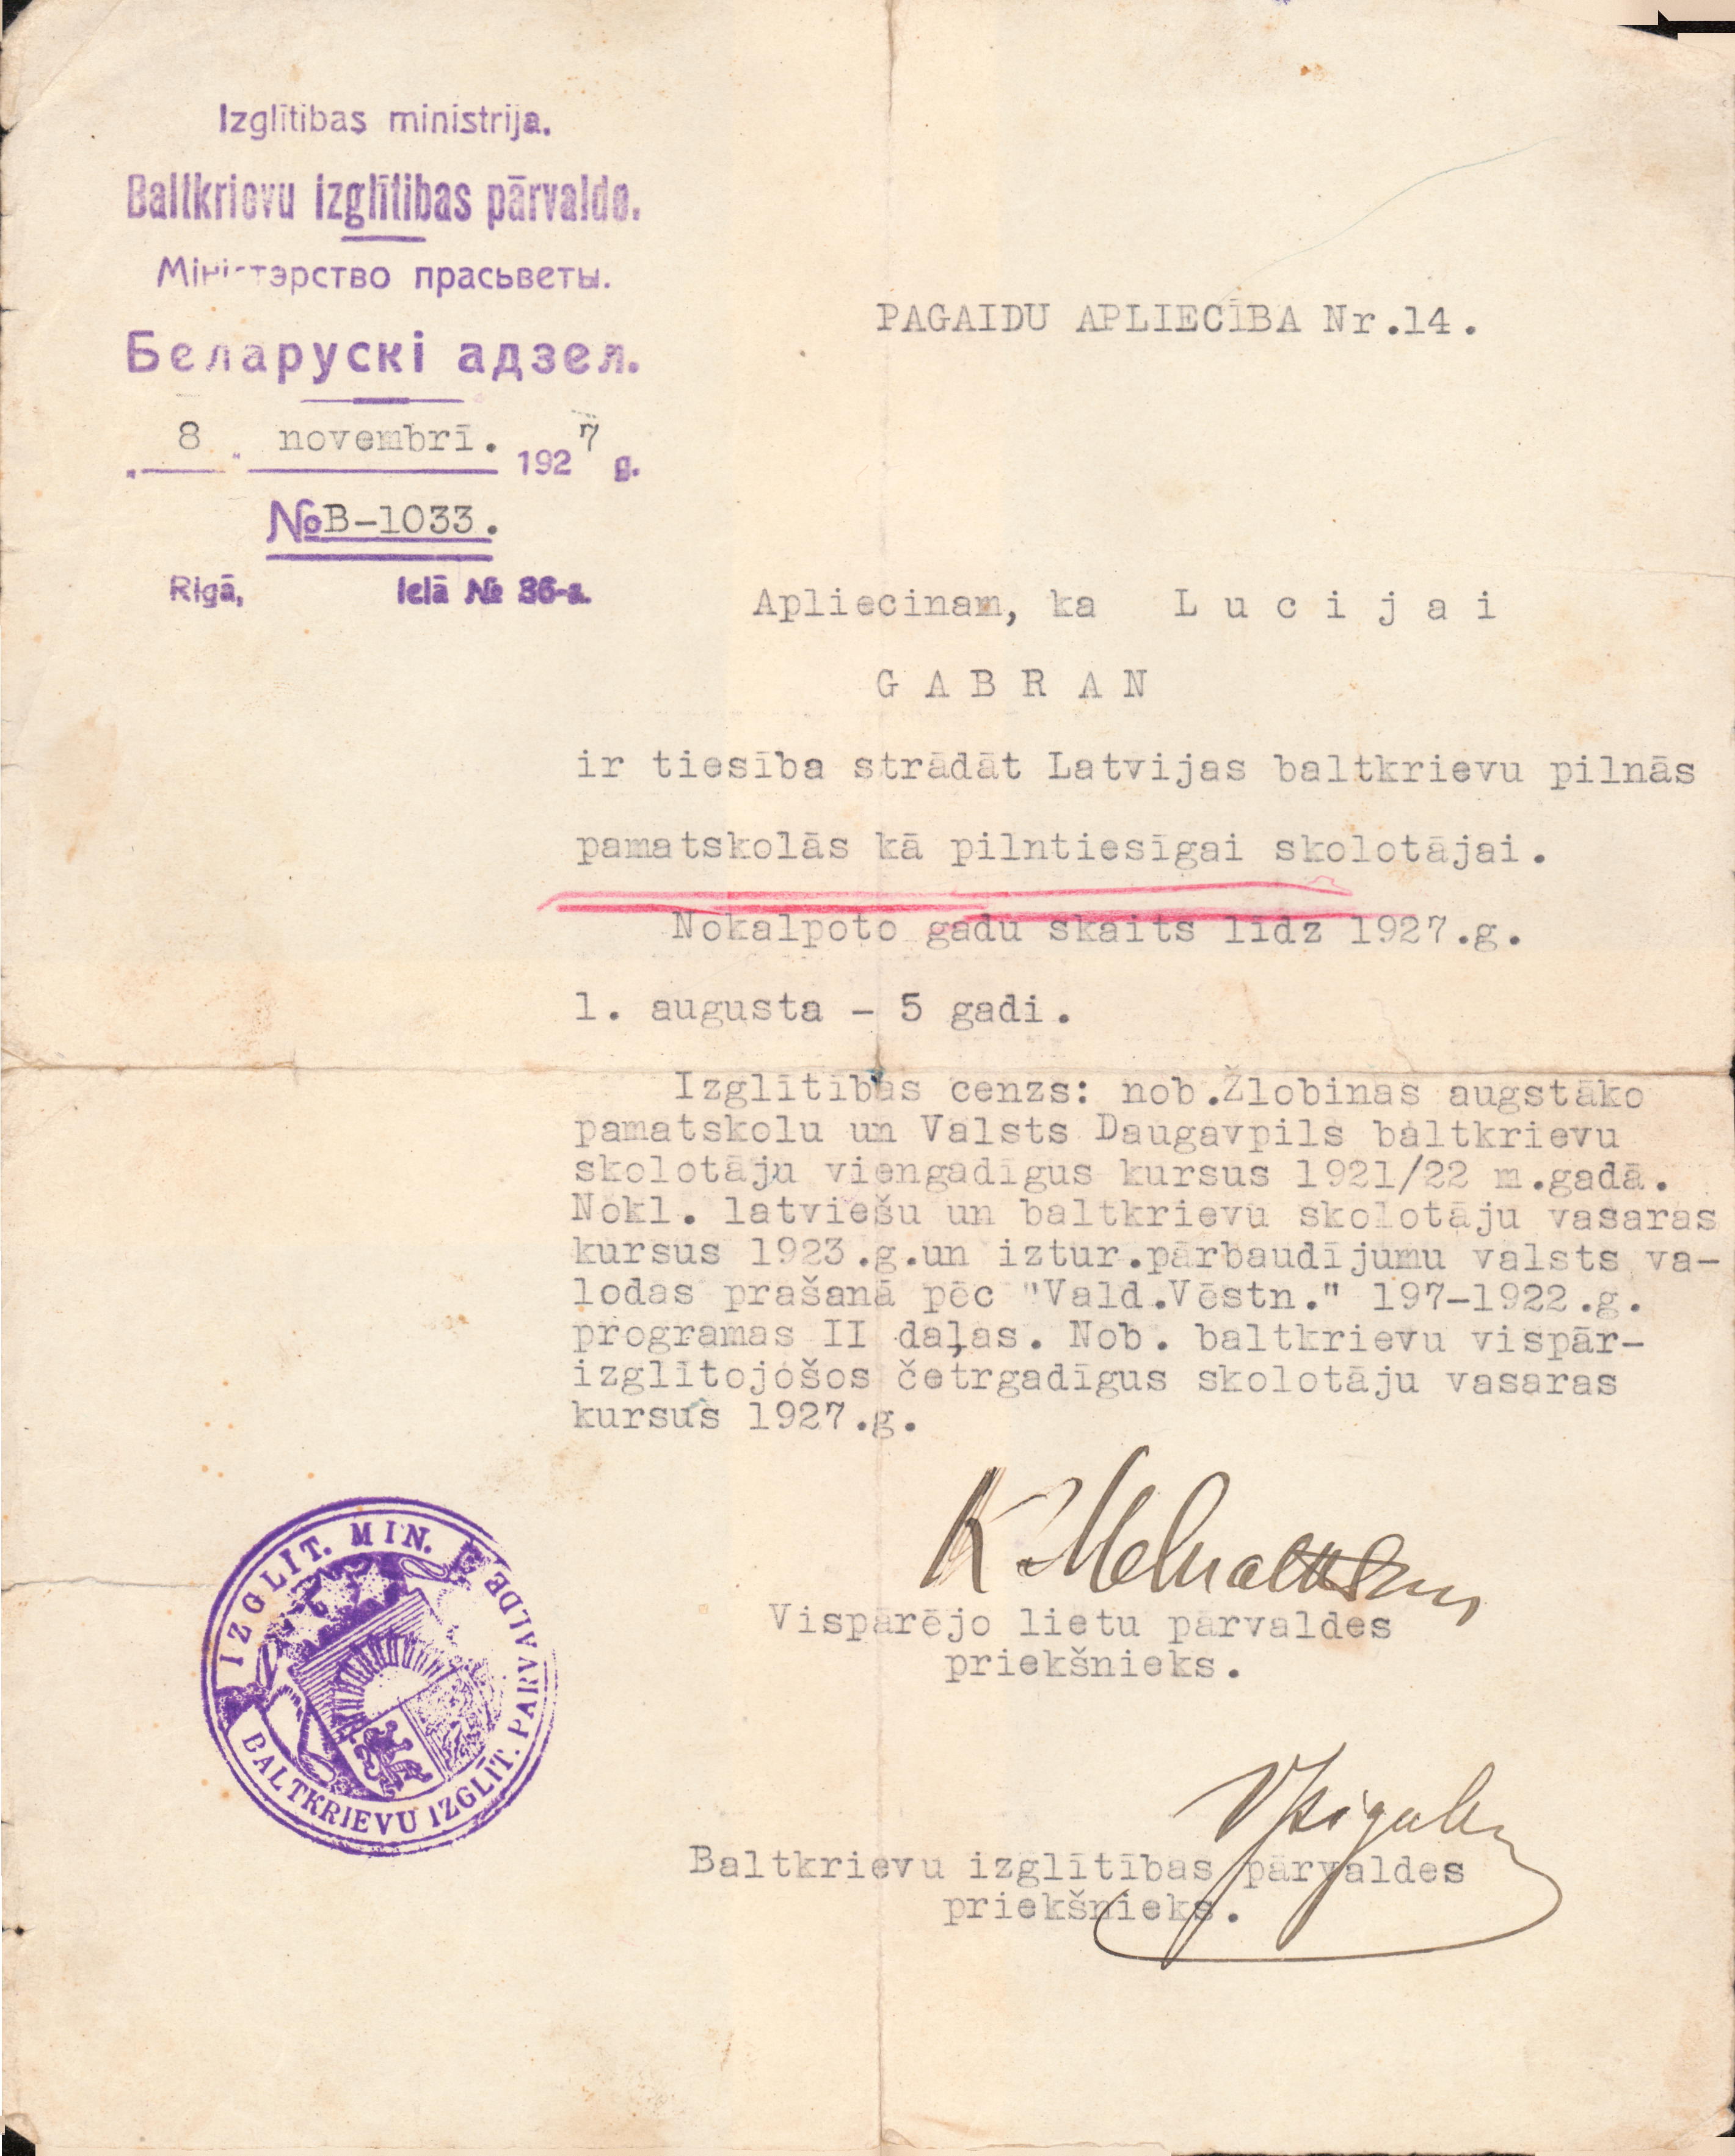 Izglītības ministrija.
Baltkrievu izglītības pārvalde.
Міністэрство прасьветы.
Беларускі адзел.
„ 8 " novembrī. 1927 g.
№ B-1033.
Rīgā, ielā № 36-a.
PAGAIDU APLIECĪBA Nr.14.
Apliecinam, ka L u c i j a i
G A B R A N
ir tiesība strādāt Latvijas baltkrievu pilnās
pamatskolās kā pilntiesīgai skolotājai.
Nokalpoto gadu skaits līdz 1927.g.
1. augusta - 5 gadi.
Izglītības cenzs: nob.Žlobinas augstāko
pamatskolu un Valsts Daugavpils baltkrievu
skolotāju viengadīgus kursus 1921/22 m.gadā.
Nokl. latviešu un baltkrievu skolotāju vasaras
kursus 1923.g.un iztur.pārbaudījumu valsts va-
lodas prašanā pēc "Vald.Vēstn." 197-1922.g.
programas II daļas. Nob. baltkrievu vispār-
izglītojošos četrgadīgus skolotāju vasaras
kursus 1927.g.
Vispārējo lietu pārvaldes
priekšnieks.
Baltkrievu izglītības pārvaldes
priekšnieks.
IZGLIT. MIN.
BALTKRIEVU IZGLĪT. PARVALDE